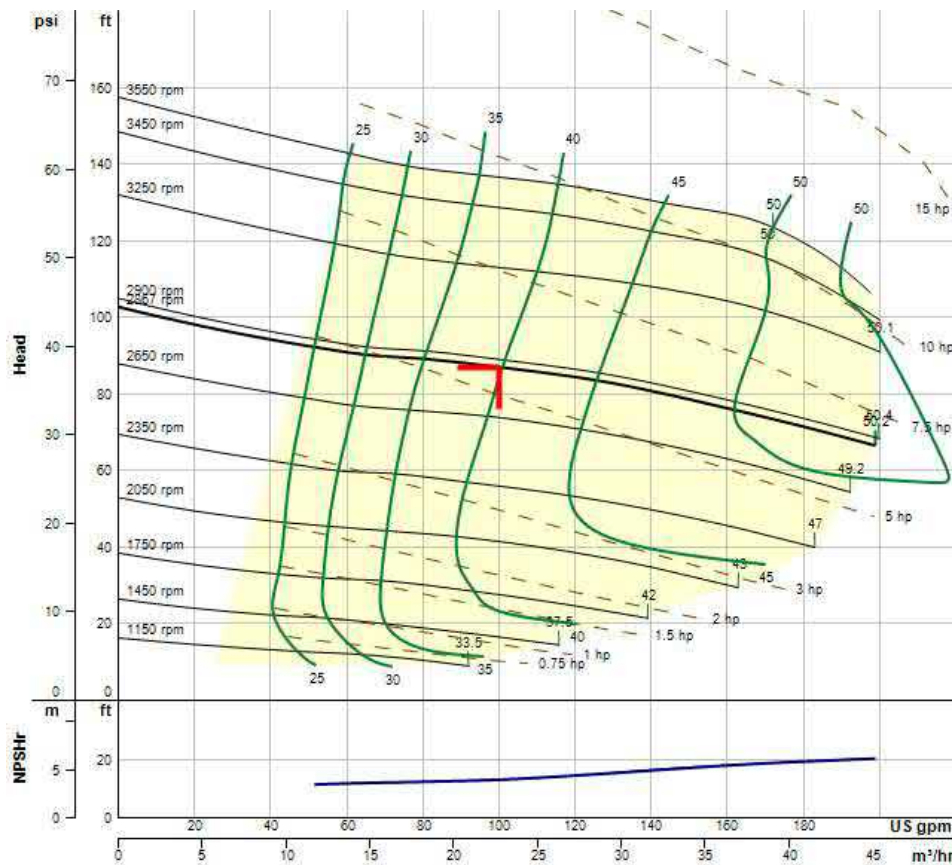 psi ft
70
60
50
40
30
20
10
0
160
140
120
100
80
60
40
20
0
Head
3550 rpm
3450 rpm
3250 rpm
2900 rpm
2867 rpm
2650 rpm
2350 rpm
2050 rpm
1750 rpm
1450 rpm
1150 rpm
25
30
35
40
45
50
50
50
15 hp
10 hp
7.5 hp
5 hp
3 hp
2 hp
1.5 hp
1 hp
0.75 hp
50.1
50.4
50.2
49.2
47
43
42
37.5
33.5
45
40
35
30
25
m ft
5
0
20
0
NPSHr
20 40 60 80 100 120 140 160 180 US gpm
0 5 10 15 20 25 30 35 40 45 m³/hr